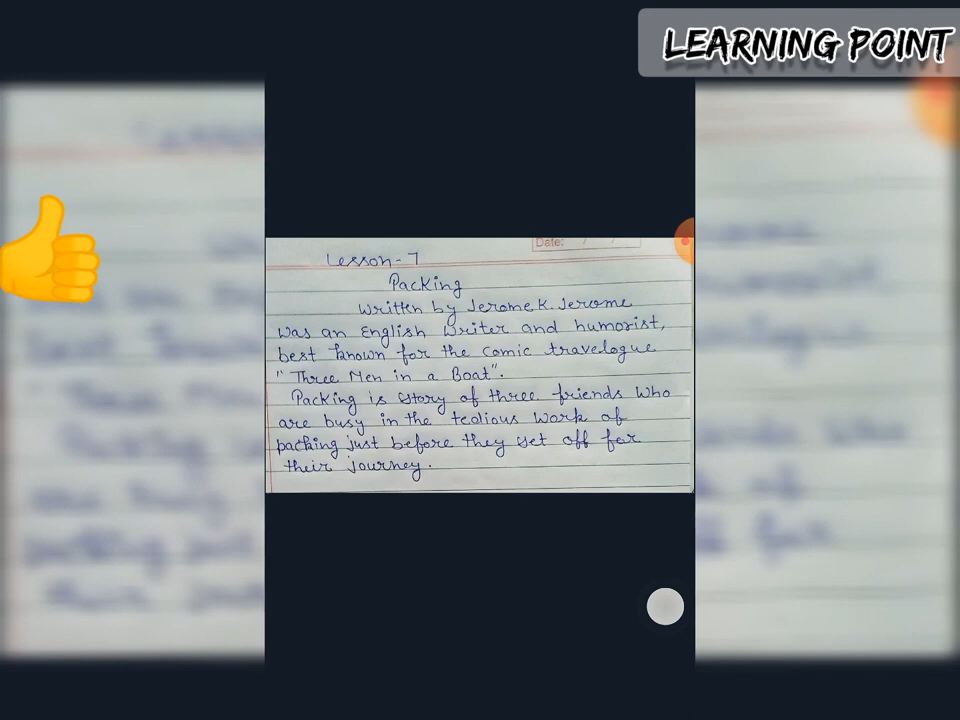 LEARNING POINT
Date: / /
Lesson-7
Packing
Written by Jerome K. Jerome
was an English writer and humorist,
best known for the comic travelogue
"Three Men in a Boat".
Packing is story of three friends who
are busy in the tedious work of
packing just before they set off for
their journey.